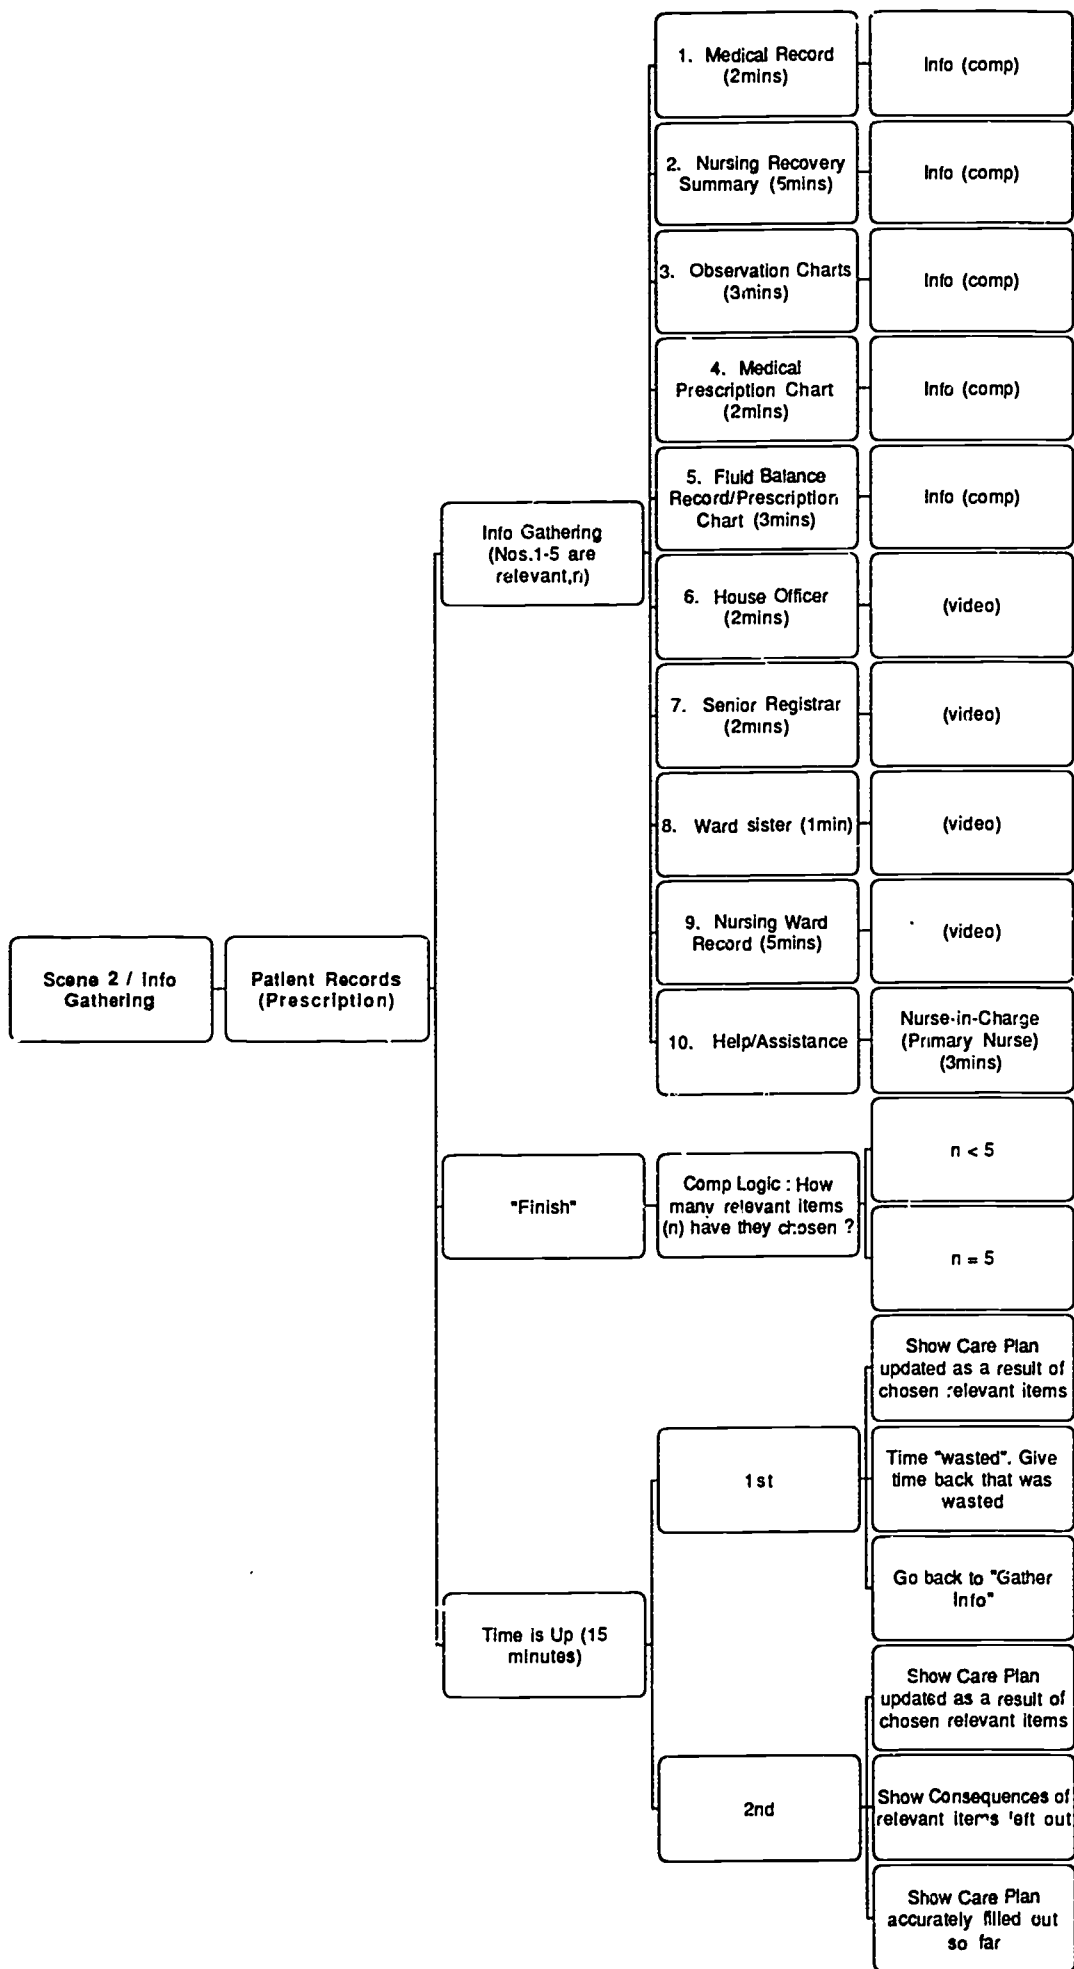 Scene 2 / Info
Gathering
Patient Records
(Prescription)
Info Gathering
(Nos.1-5 are
relevant,n)
1. Medical Record
(2mins)
Info (comp)
2. Nursing Recovery
Summary (5mins)
Info (comp)
3. Observation Charts
(3mins)
Info (comp)
4. Medical
Prescription Chart
(2mins)
Info (comp)
5. Fluid Balance
Record/Prescription
Chart (3mins)
Info (comp)
6. House Officer
(2mins)
(video)
7. Senior Registrar
(2mins)
(video)
8. Ward sister (1min)
(video)
9. Nursing Ward
Record (5mins)
(video)
10. Help/Assistance
Nurse-in-Charge
(Primary Nurse)
(3mins)
"Finish"
Comp Logic : How
many relevant items
(n) have they chosen ?
n < 5
n = 5
Time is Up (15
minutes)
1st
Show Care Plan
updated as a result of
chosen relevant items
Time "wasted". Give
time back that was
wasted
Go back to "Gather
Info"
2nd
Show Care Plan
updated as a result of
chosen relevant items
Show Consequences of
relevant items left out
Show Care Plan
accurately filled out
so far